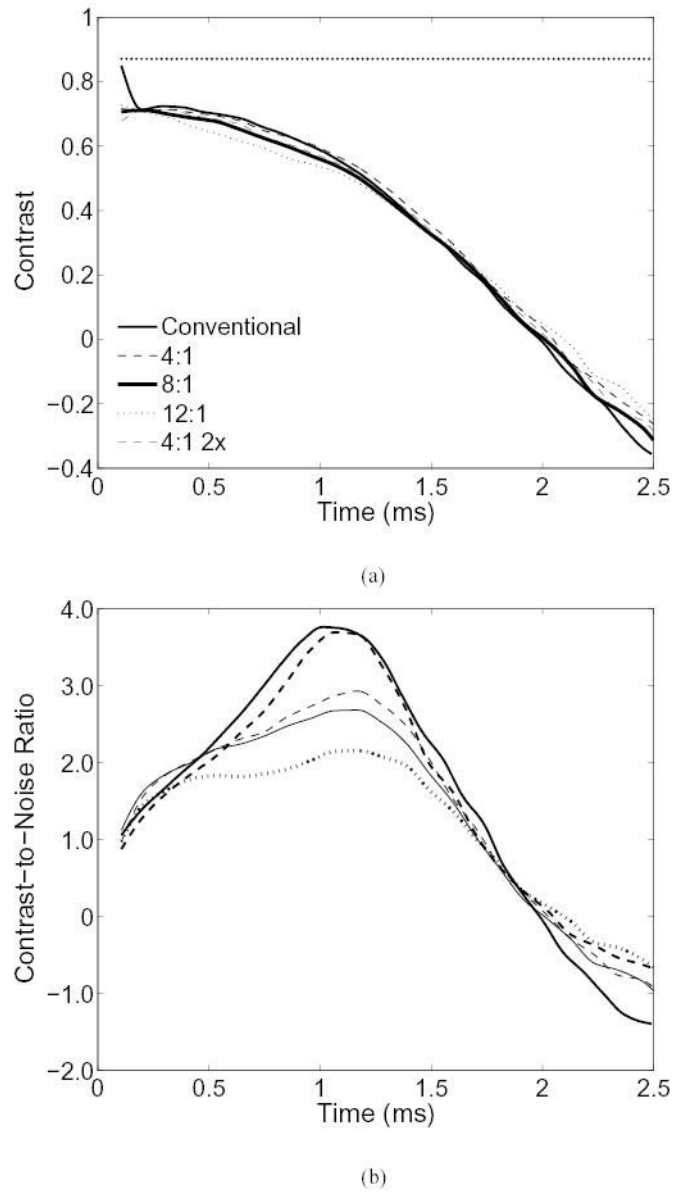 1
0.8
0.6
0.4
0.2
0
−0.2
−0.4
Contrast
Conventional
4:1
8:1
12:1
4:1 2x
0 0.5 1 1.5 2 2.5
Time (ms)
(a)
4.0
3.0
2.0
1.0
0
−1.0
−2.0
Contrast−to−Noise Ratio
0 0.5 1 1.5 2 2.5
Time (ms)
(b)